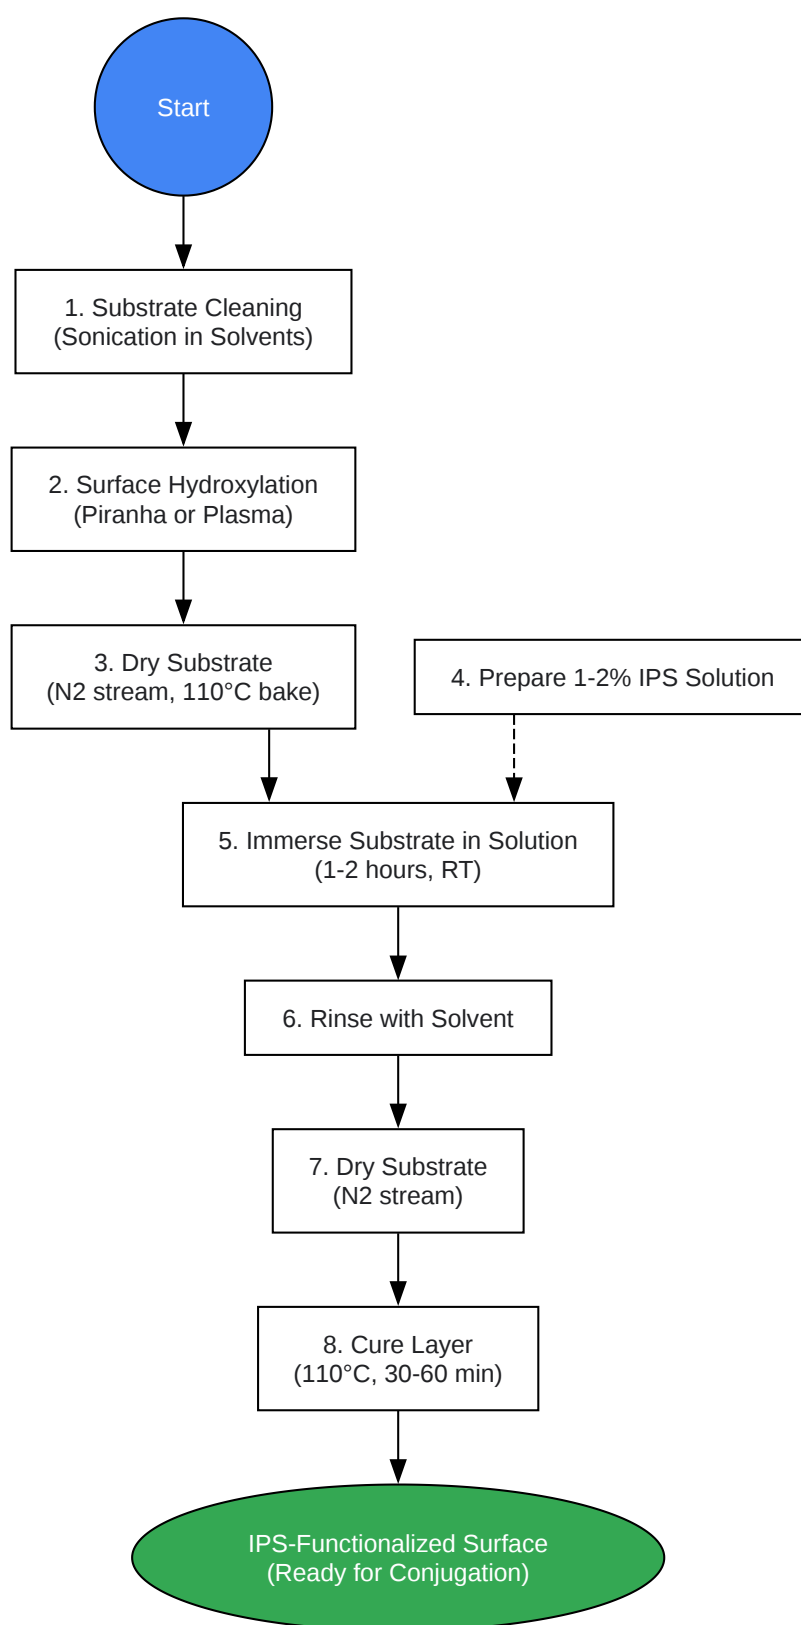 Start
1. Substrate Cleaning
(Sonication in Solvents)
2. Surface Hydroxylation
(Piranha or Plasma)
3. Dry Substrate
(N2 stream, 110°C bake)
4. Prepare 1-2% IPS Solution
5. Immerse Substrate in Solution
(1-2 hours, RT)
6. Rinse with Solvent
7. Dry Substrate
(N2 stream)
8. Cure Layer
(110°C, 30-60 min)
IPS-Functionalized Surface
(Ready for Conjugation)